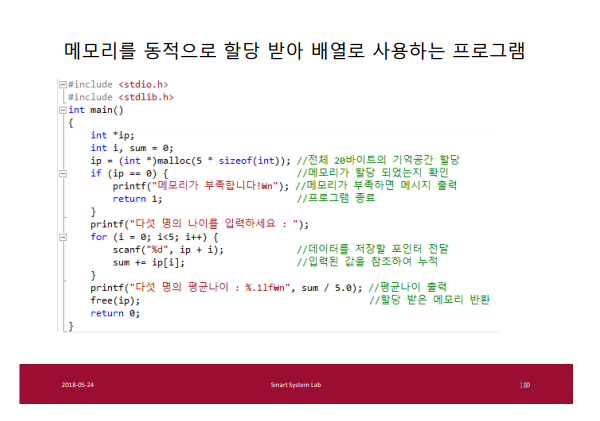 메모리를 동적으로 할당 받아 배열로 사용하는 프로그램
#include <stdio.h>
#include <stdlib.h>
int main()
{
int *ip;
int i, sum = 0;
ip = (int *)malloc(5 * sizeof(int)); //전체 20바이트의 기억공간 할당
if (ip == 0) { //메모리가 할당 되었는지 확인
printf("메모리가 부족합니다!₩n"); //메모리가 부족하면 메시지 출력
return 1; //프로그램 종료
}
printf("다섯 명의 나이를 입력하세요 : ");
for (i = 0; i<5; i++) {
scanf("%d", ip + i); //데이터를 저장할 포인터 전달
sum += ip[i]; //입력된 값을 참조하여 누적
}
printf("다섯 명의 평균나이 : %.1lf₩n", sum / 5.0); //평균나이 출력
free(ip); //할당 받은 메모리 반환
return 0;
}
2018-05-24 Smart System Lab